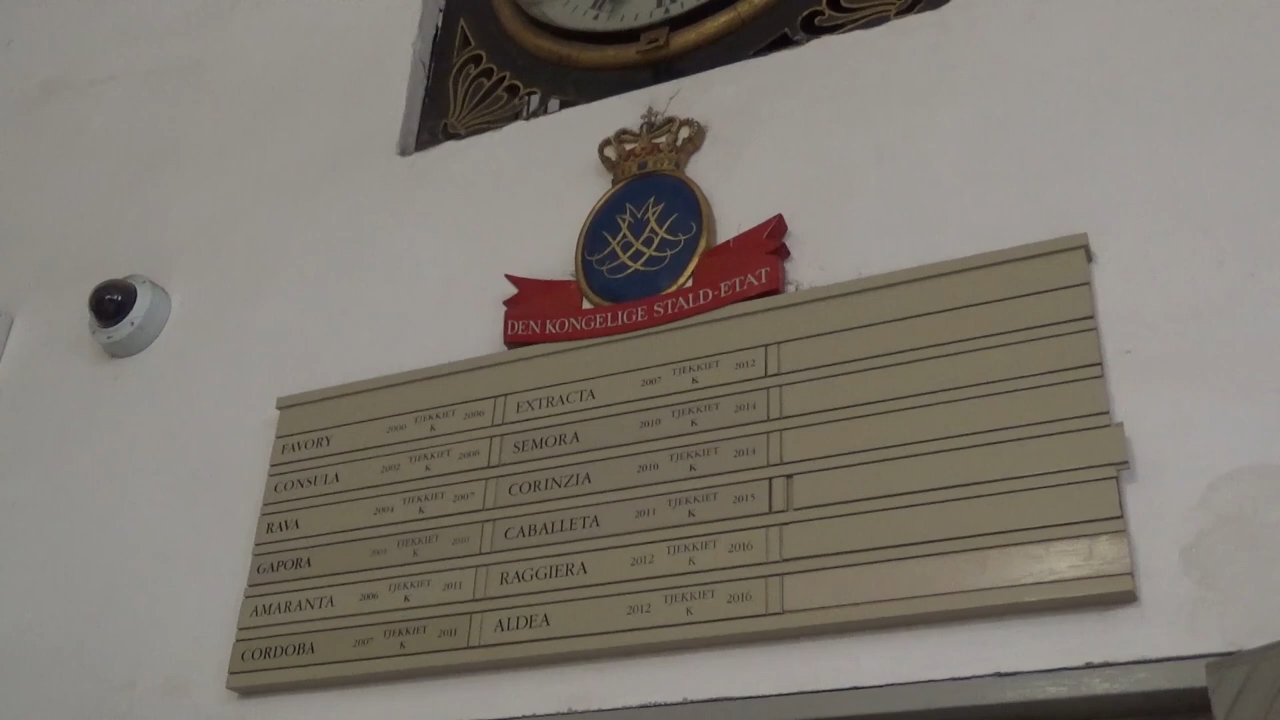 DEN KONGELIGE STALD-ETAT
FAVORY 2000 TJEKKIET K 2006
EXTRACTA 2007 TJEKKIET K 2012
CONSULA 2002 TJEKKIET K 2006
SEMORA 2010 TJEKKIET K 2014
RAVA 2004 TJEKKIET K 2007
CORINZIA 2010 TJEKKIET K 2014
GAPORA TJEKKIET K 2010
CABALLETA 2011 TJEKKIET K 2015
AMARANTA 2006 TJEKKIET K 2011
RAGGIERA 2012 TJEKKIET K 2016
CORDOBA 2007 TJEKKIET K 2011
ALDEA 2012 TJEKKIET K 2016